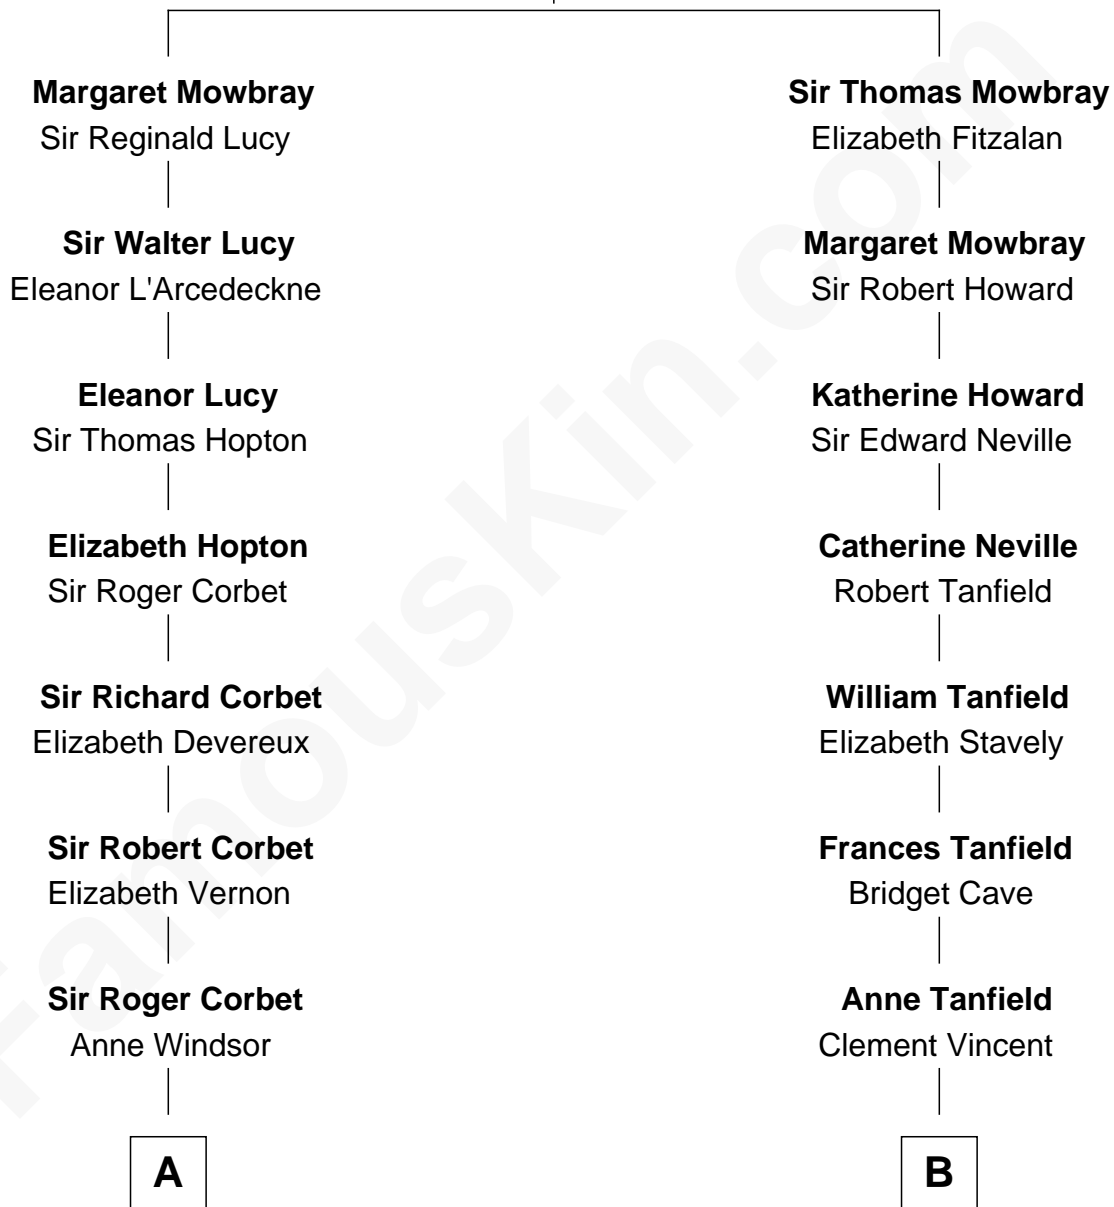 Margaret Mowbray
Sir Reginald Lucy
Sir Walter Lucy
Eleanor L'Arcedeckne
Eleanor Lucy
Sir Thomas Hopton
Elizabeth Hopton
Sir Roger Corbet
Sir Richard Corbet
Elizabeth Devereux
Sir Robert Corbet
Elizabeth Vernon
Sir Roger Corbet
Anne Windsor
A
Sir Thomas Mowbray
Elizabeth Fitzalan
Margaret Mowbray
Sir Robert Howard
Katherine Howard
Sir Edward Neville
Catherine Neville
Robert Tanfield
William Tanfield
Elizabeth Stavely
Frances Tanfield
Bridget Cave
Anne Tanfield
Clement Vincent
B
FamousKin.com